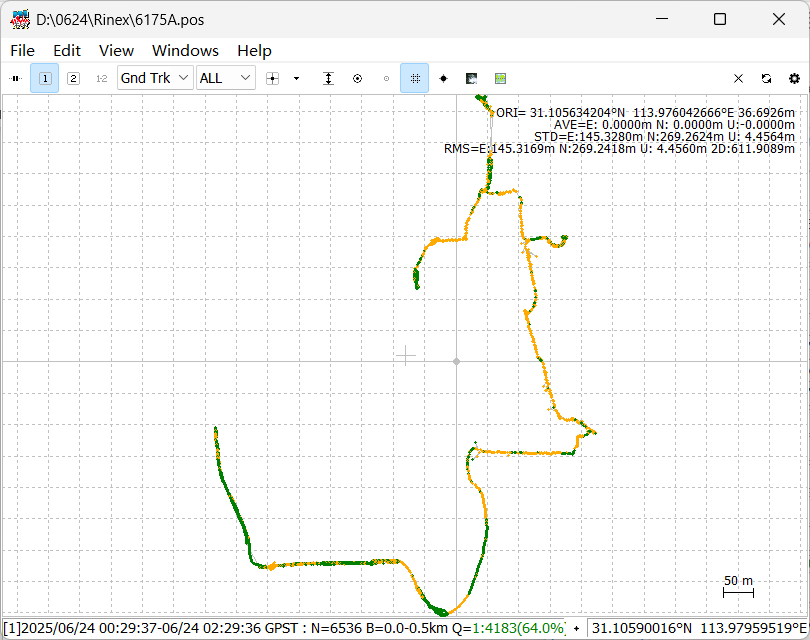 D:\0624\Rinex\6175A.pos
File Edit View Windows Help
1 2 1-2 Gnd Trk ALL
ORI= 31.105634204°N 113.976042666°E 36.6926m
AVE=E: 0.0000m N: 0.0000m U:-0.0000m
STD=E:145.3280m N:269.2624m U: 4.4564m
RMS=E:145.3169m N:269.2418m U: 4.4560m 2D:611.9089m
50 m
[1]2025/06/24 00:29:37-06/24 02:29:36 GPST : N=6536 B=0.0-0.5km Q=1:4183(64.0%) 31.10590016°N 113.97959519°E